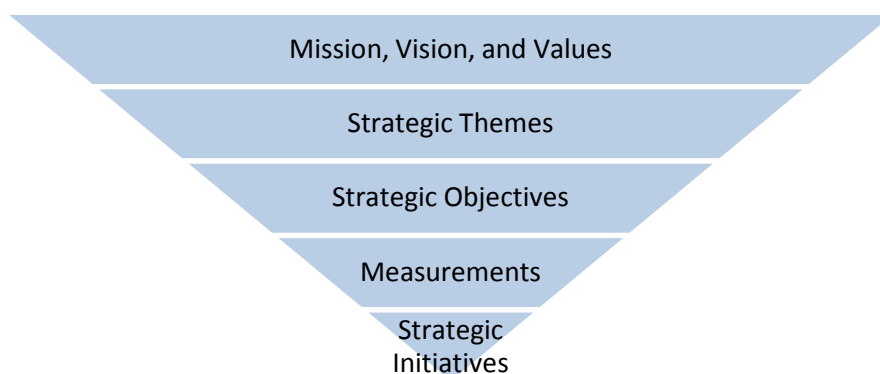 Mission, Vision, and Values
Strategic Themes
Strategic Objectives
Measurements
Strategic
Initiatives